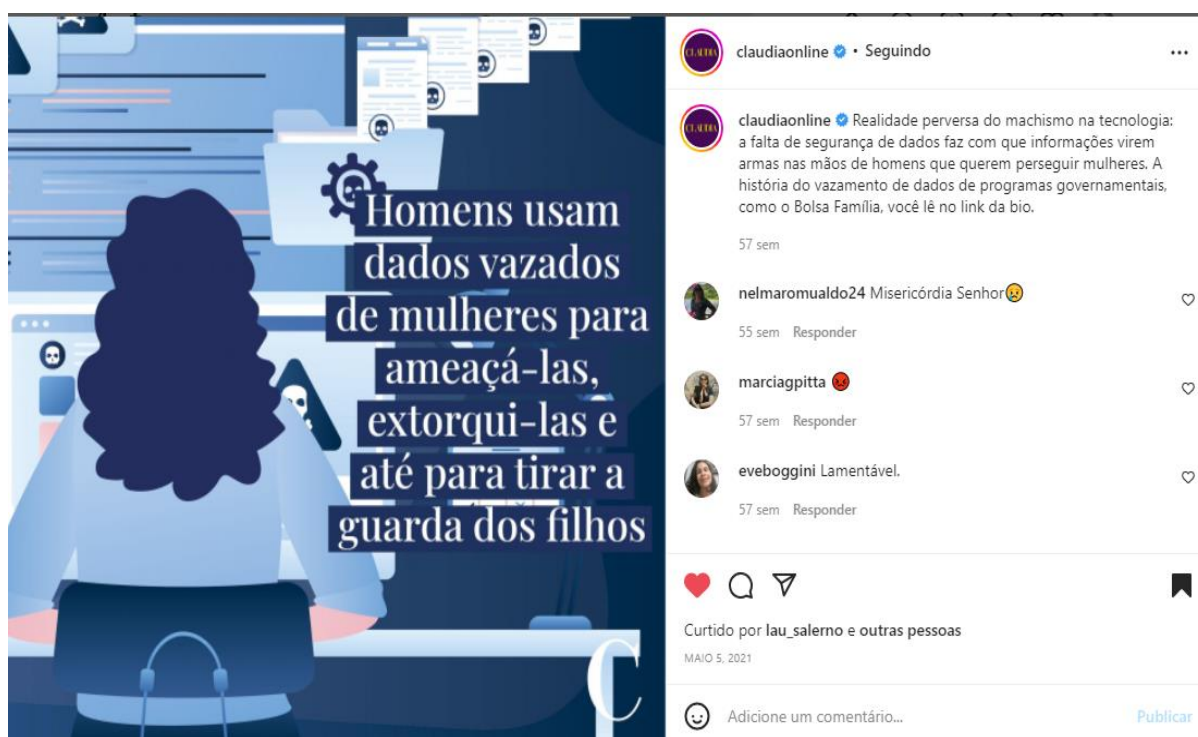 Homens usam
dados vazados
de mulheres para
ameaçá-las,
extorqui-las e
até para tirar a
guarda dos filhos
C
CLAUDIA
claudiaonline • Seguindo
CLAUDIA
claudiaonline Realidade perversa do machismo na tecnologia:
a falta de segurança de dados faz com que informações virem
armas nas mãos de homens que querem perseguir mulheres. A
história do vazamento de dados de programas governamentais,
como o Bolsa Família, você lê no link da bio.
57 sem
nelmaromualdo24 Misericórdia Senhor😢
55 sem Responder
marciagpitta 😡
57 sem Responder
eveboggini Lamentável.
57 sem Responder
Curtido por lau_salerno e outras pessoas
MAIO 5, 2021
Adicione um comentário...
Publicar